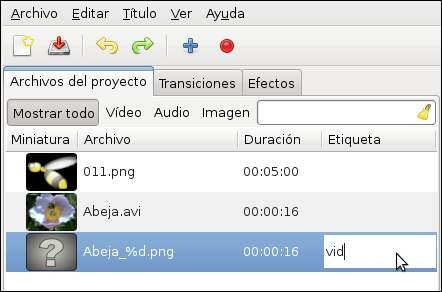 Archivo Editar Título Ver Ayuda
Archivos del proyecto Transiciones Efectos
Mostrar todo Vídeo Audio Imagen
Miniatura Archivo Duración Etiqueta
011.png 00:05:00
Abeja.avi 00:00:16
Abeja_%d.png 00:00:16 vid